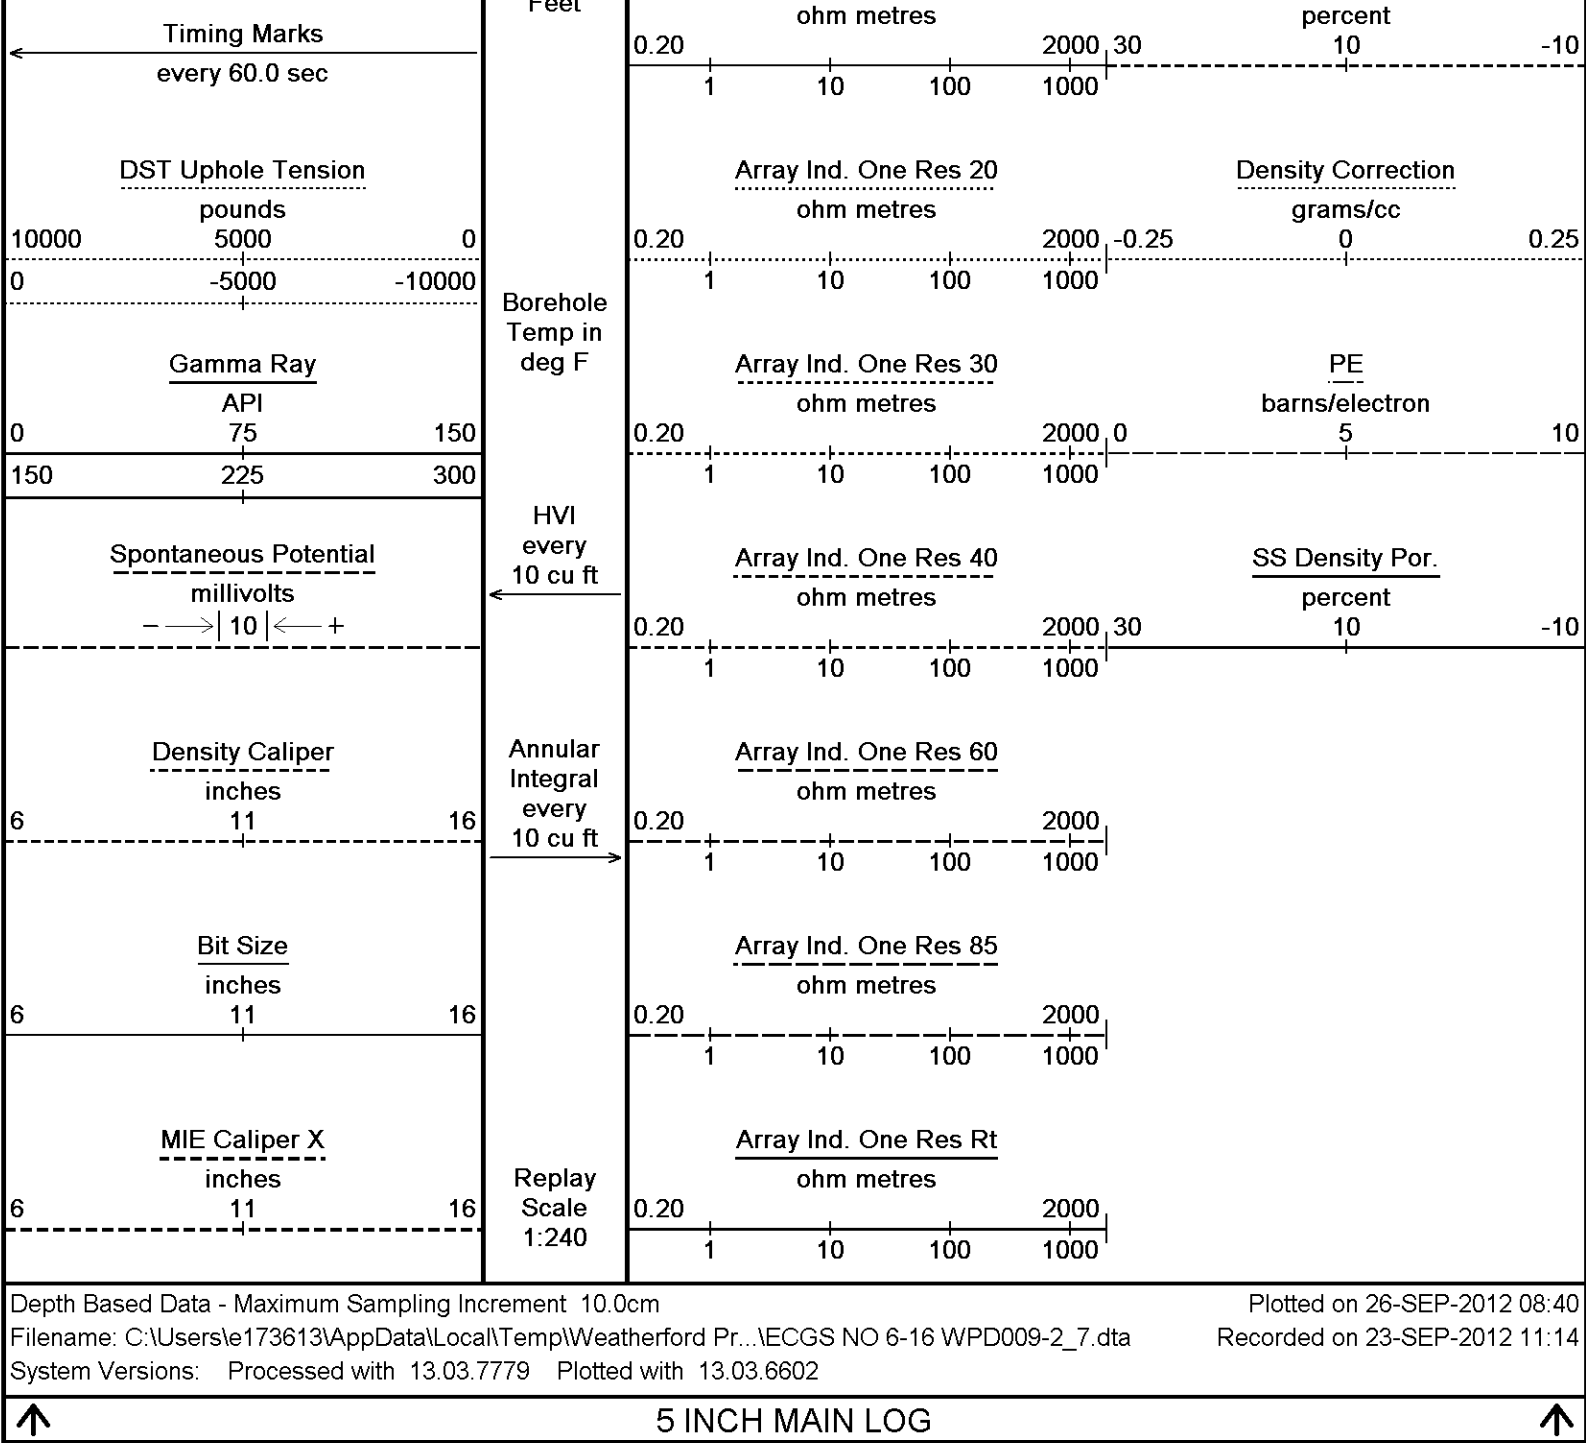 Feet
Timing Marks
every 60.0 sec
ohm metres
0.20 2000
1 10 100 1000
percent
30 10 -10
DST Uphole Tension
pounds
10000 5000 0
0 -5000 -10000
Array Ind. One Res 20
ohm metres
0.20 2000
1 10 100 1000
Density Correction
grams/cc
-0.25 0 0.25
Borehole
Temp in
deg F
Gamma Ray
API
0 75 150
150 225 300
Array Ind. One Res 30
ohm metres
0.20 2000
1 10 100 1000
PE
barns/electron
0 5 10
HVI
every
10 cu ft
Spontaneous Potential
millivolts
− 10 +
Array Ind. One Res 40
ohm metres
0.20 2000
1 10 100 1000
SS Density Por.
percent
30 10 -10
Density Caliper
inches
6 11 16
Annular
Integral
every
10 cu ft
Array Ind. One Res 60
ohm metres
0.20 2000
1 10 100 1000
Bit Size
inches
6 11 16
Array Ind. One Res 85
ohm metres
0.20 2000
1 10 100 1000
MIE Caliper X
inches
6 11 16
Replay
Scale
1:240
Array Ind. One Res Rt
ohm metres
0.20 2000
1 10 100 1000
Depth Based Data - Maximum Sampling Increment 10.0cm Plotted on 26-SEP-2012 08:40
Filename: C:\Users\e173613\AppData\Local\Temp\Weatherford Pr...\ECGS NO 6-16 WPD009-2_7.dta Recorded on 23-SEP-2012 11:14
System Versions: Processed with 13.03.7779 Plotted with 13.03.6602
5 INCH MAIN LOG